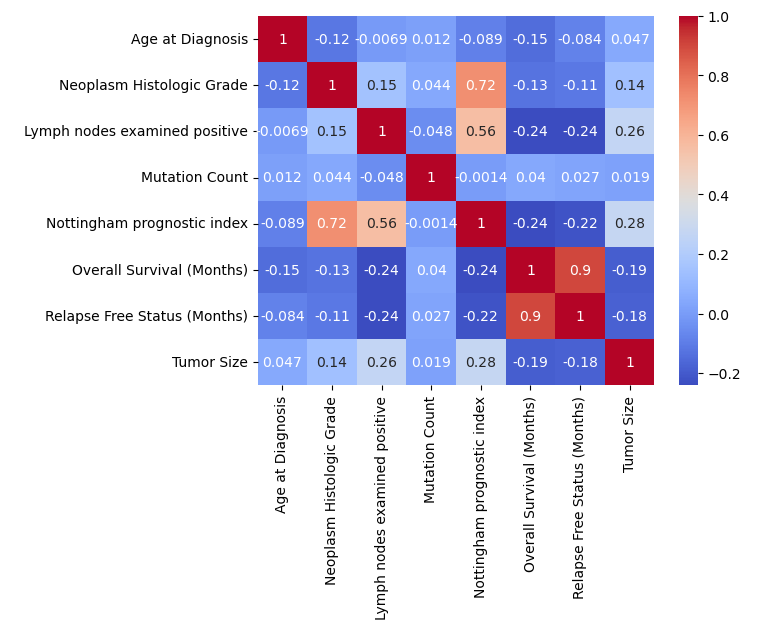 Age at Diagnosis 1 -0.12 -0.0069 0.012 -0.089 -0.15 -0.084 0.047
Neoplasm Histologic Grade -0.12 1 0.15 0.044 0.72 -0.13 -0.11 0.14
Lymph nodes examined positive -0.0069 0.15 1 -0.048 0.56 -0.24 -0.24 0.26
Mutation Count 0.012 0.044 -0.048 1 -0.0014 0.04 0.027 0.019
Nottingham prognostic index -0.089 0.72 0.56 -0.0014 1 -0.24 -0.22 0.28
Overall Survival (Months) -0.15 -0.13 -0.24 0.04 -0.24 1 0.9 -0.19
Relapse Free Status (Months) -0.084 -0.11 -0.24 0.027 -0.22 0.9 1 -0.18
Tumor Size 0.047 0.14 0.26 0.019 0.28 -0.19 -0.18 1
Age at Diagnosis
Neoplasm Histologic Grade
Lymph nodes examined positive
Mutation Count
Nottingham prognostic index
Overall Survival (Months)
Relapse Free Status (Months)
Tumor Size
1.0
0.8
0.6
0.4
0.2
0.0
−0.2